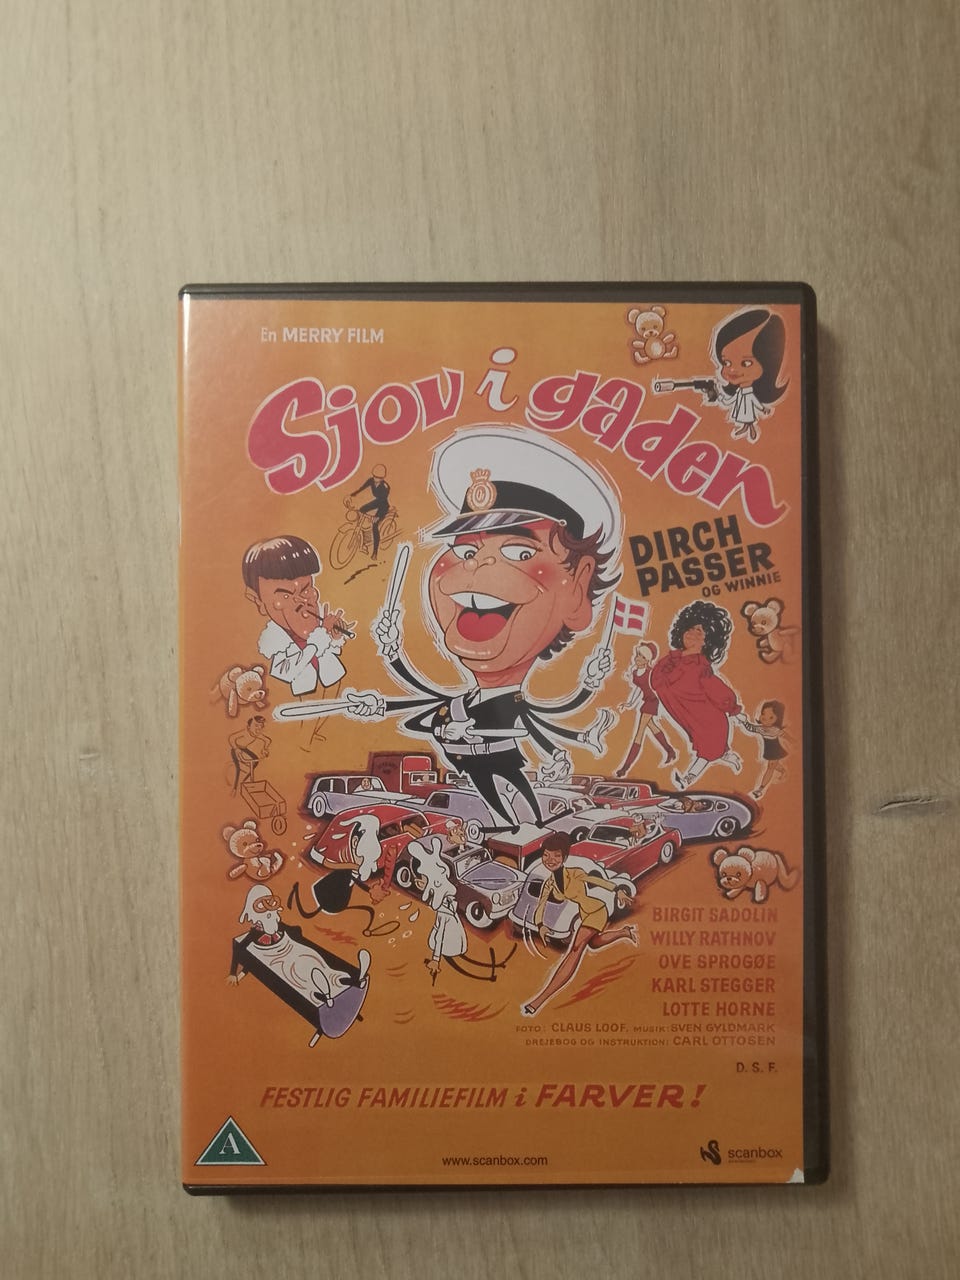 En MERRY FILM
Sjov i gaden
DIRCH
PASSER
OG WINNIE
BIRGIT SADOLIN
WILLY RATHNOV
OVE SPROGØE
KARL STEGGER
LOTTE HORNE
FOTO: CLAUS LOOF. MUSIK: SVEN GYLDMARK
DREJEBOG OG INSTRUKTION: CARL OTTOSEN
D. S. F.
FESTLIG FAMILIEFILM i FARVER!
A
www.scanbox.com
scanbox